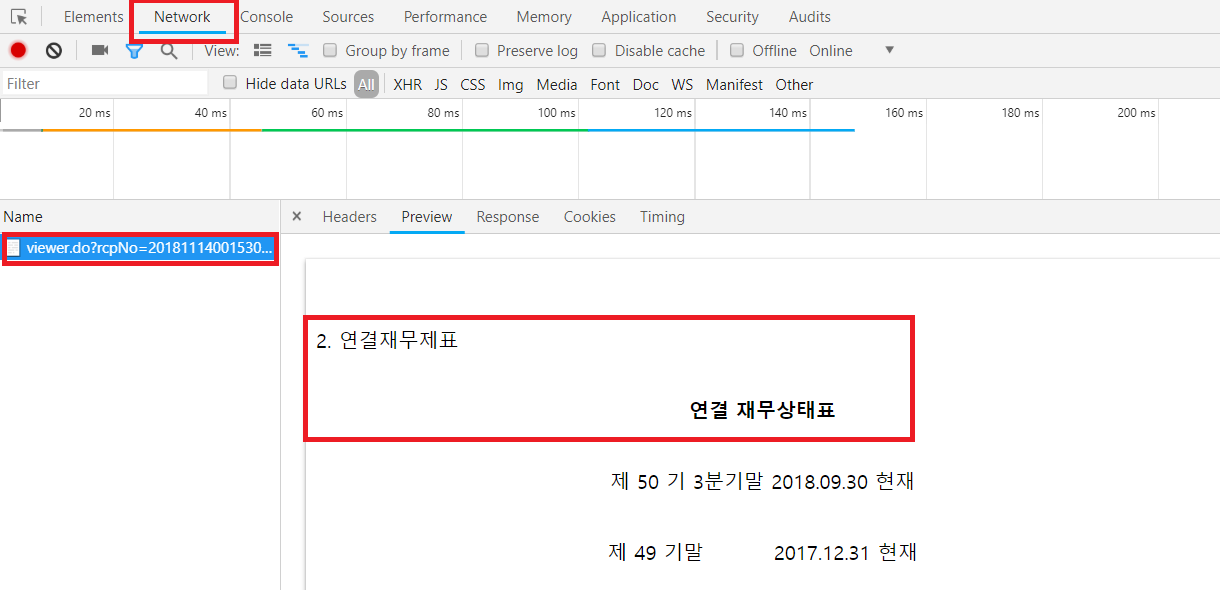 Elements Network Console Sources Performance Memory Application Security Audits
View: Group by frame Preserve log Disable cache Offline Online
Filter Hide data URLs All XHR JS CSS Img Media Font Doc WS Manifest Other
20 ms 40 ms 60 ms 80 ms 100 ms 120 ms 140 ms 160 ms 180 ms 200 ms
Name × Headers Preview Response Cookies Timing
viewer.do?rcpNo=20181114001530...
2. 연결재무제표
연결 재무상태표
제 50 기 3분기말 2018.09.30 현재
제 49 기말 2017.12.31 현재